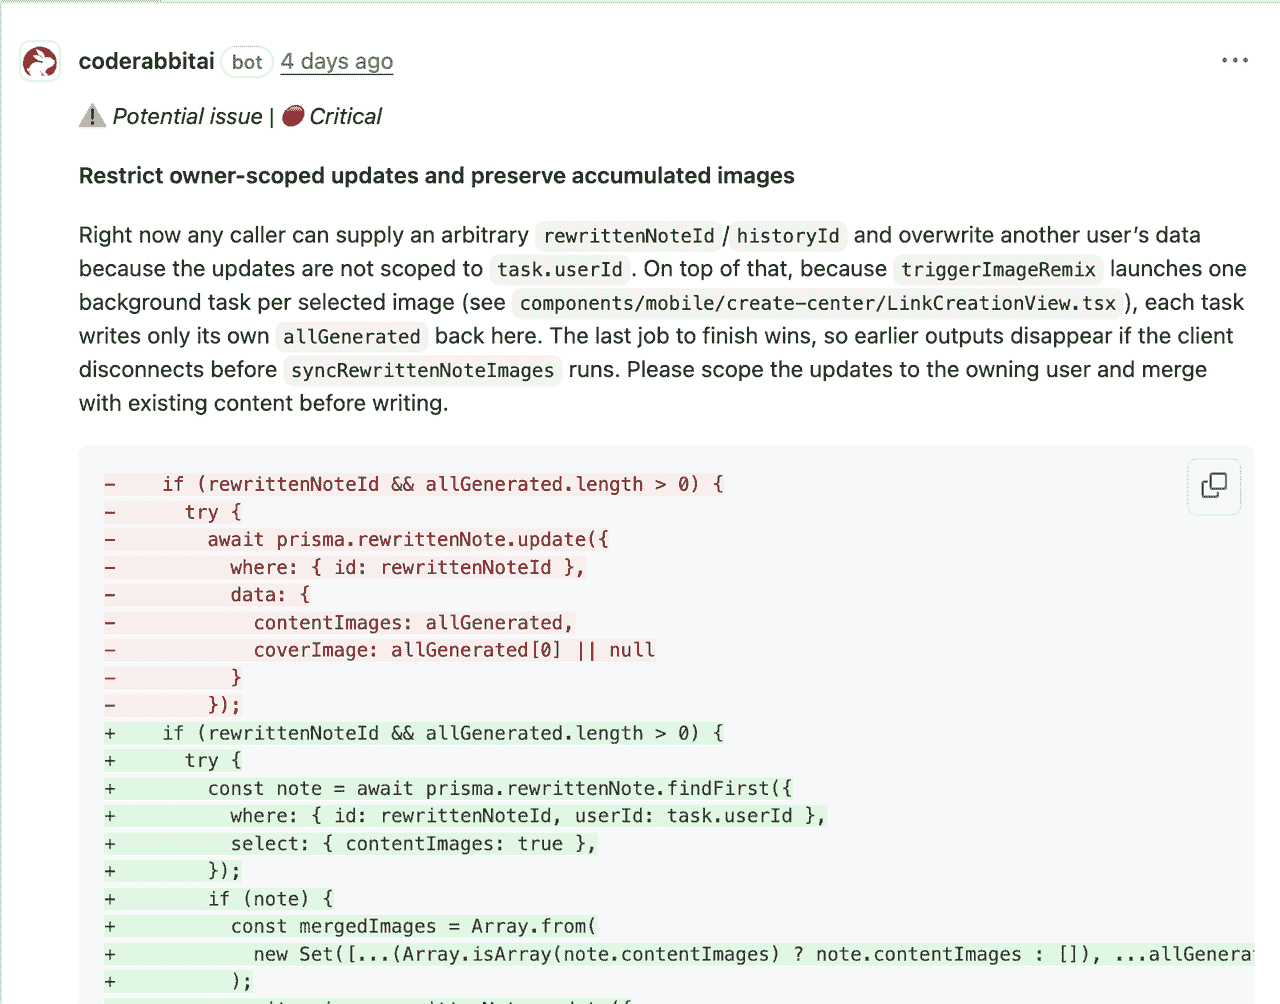 coderabbitai bot 4 days ago
Potential issue | Critical
Restrict owner-scoped updates and preserve accumulated images
Right now any caller can supply an arbitrary rewrittenNoteId / historyId and overwrite another user’s data
because the updates are not scoped to task.userId . On top of that, because triggerImageRemix launches one
background task per selected image (see components/mobile/create-center/LinkCreationView.tsx ), each task
writes only its own allGenerated back here. The last job to finish wins, so earlier outputs disappear if the client
disconnects before syncRewrittenNoteImages runs. Please scope the updates to the owning user and merge
with existing content before writing.
-    if (rewrittenNoteId && allGenerated.length > 0) {
-      try {
-        await prisma.rewrittenNote.update({
-          where: { id: rewrittenNoteId },
-          data: {
-            contentImages: allGenerated,
-            coverImage: allGenerated[0] || null
-          }
-        });
+    if (rewrittenNoteId && allGenerated.length > 0) {
+      try {
+        const note = await prisma.rewrittenNote.findFirst({
+          where: { id: rewrittenNoteId, userId: task.userId },
+          select: { contentImages: true },
+        });
+        if (note) {
+          const mergedImages = Array.from(
+            new Set([...(Array.isArray(note.contentImages) ? note.contentImages : []), ...allGenera
+          );